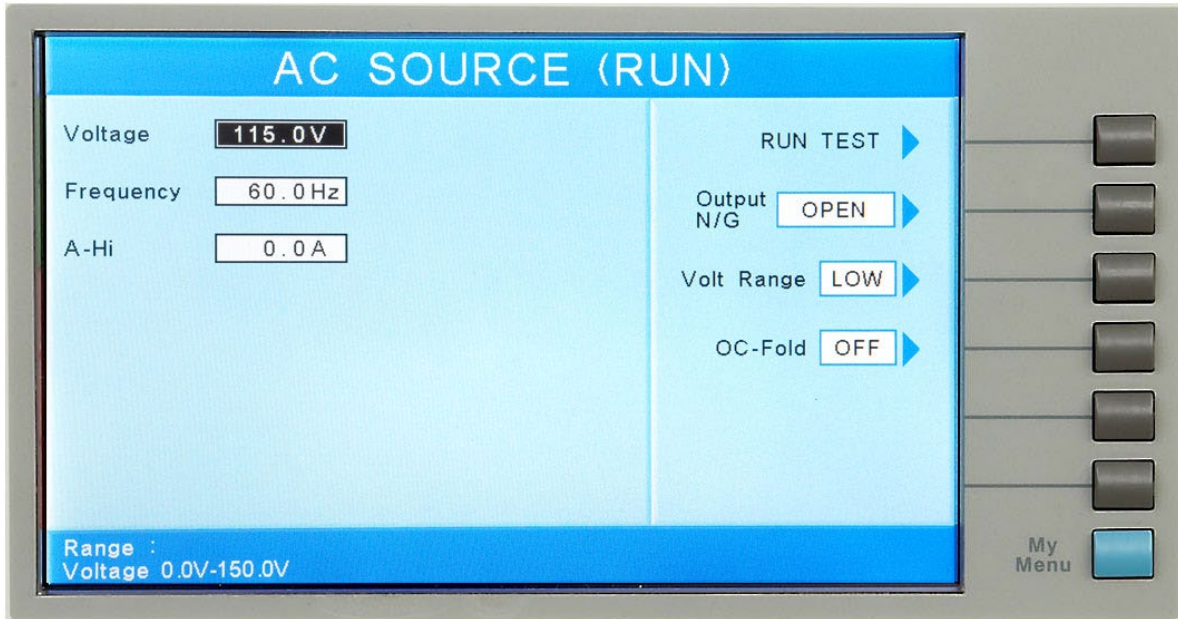 AC SOURCE (RUN)
Voltage 115.0V
Frequency 60.0Hz
A-Hi 0.0A
RUN TEST
Output N/G OPEN
Volt Range LOW
OC-Fold OFF
Range :
Voltage 0.0V-150.0V
My
Menu